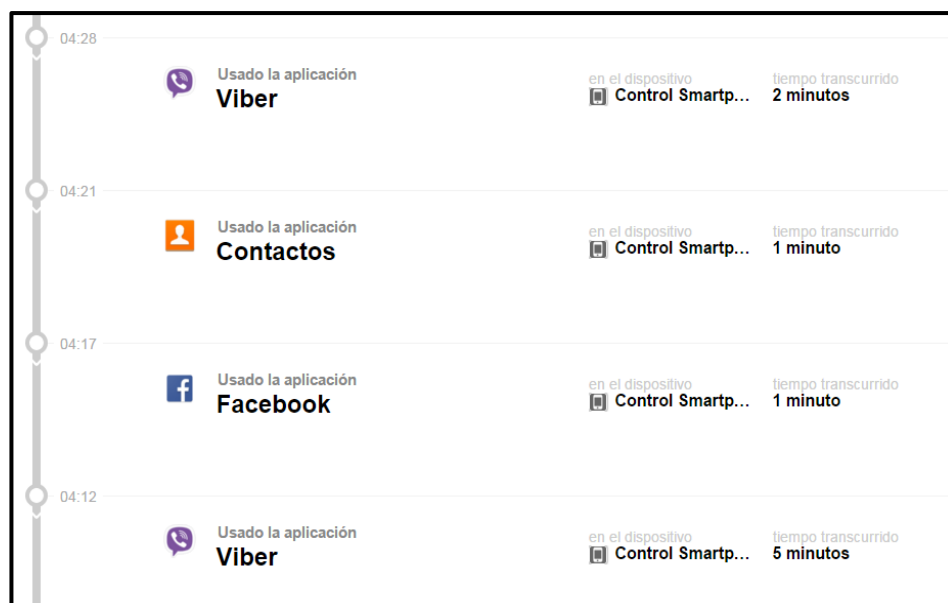 04:28
Usado la aplicación
Viber
en el dispositivo
Control Smartp...
tiempo transcurrido
2 minutos
04:21
Usado la aplicación
Contactos
en el dispositivo
Control Smartp...
tiempo transcurrido
1 minuto
04:17
Usado la aplicación
Facebook
en el dispositivo
Control Smartp...
tiempo transcurrido
1 minuto
04:12
Usado la aplicación
Viber
en el dispositivo
Control Smartp...
tiempo transcurrido
5 minutos